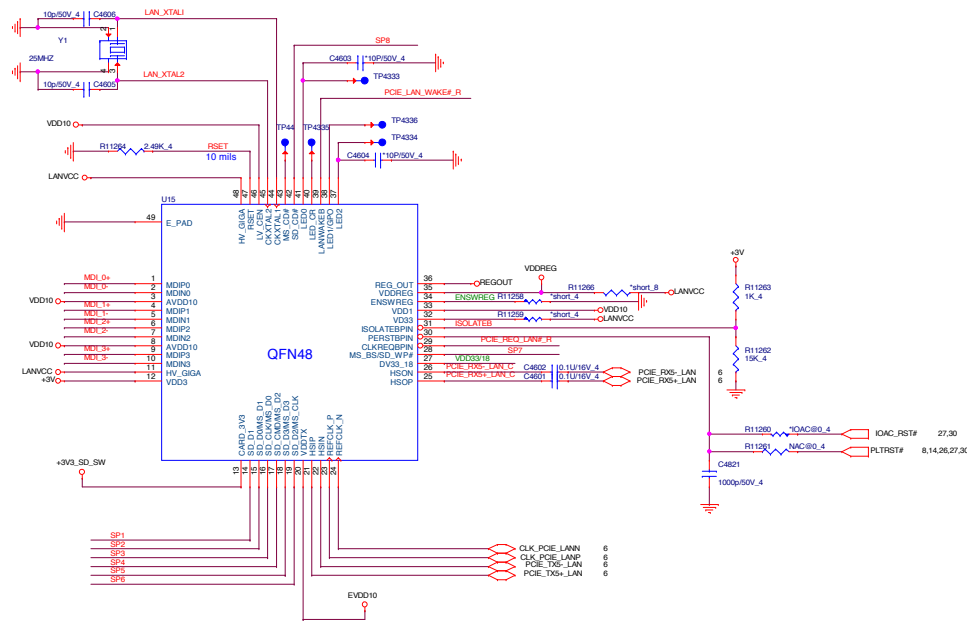 10p/50V_4 C4606 LAN_XTALI
Y1
2 1
25MHZ
4 3
LAN_XTAL2
10p/50V_4 C4605
SP8
C4603 *10P/50V_4
TP4333
PCIE_LAN_WAKE#_R
VDD10 TP44 TP4335 TP4336
TP4334
R11264 2.49K_4 RSET
10 mils
C4604 *10P/50V_4
LANVCC
48 47 46 45 44 43 42 41 40 39 38 37
U15
HV_GIGA RSET LV_CEN CKXTAL2 CKXTAL1 MS_CD# SD_CD# LED0 LED_CR LANWAKEB LED1/GPO LED2
49 E_PAD
+3V
VDDREG
MDI_0+ 1 MDIP0
MDI_0- 2 MDIN0
VDD10 3 AVDD10
MDI_1+ 4 MDIP1
MDI_1- 5 MDIN1
MDI_2+ 6 MDIP2
MDI_2- 7 MDIN2
VDD10 8 AVDD10
MDI_3+ 9 MDIP3
MDI_3- 10 MDIN3
LANVCC 11 HV_GIGA
+3V 12 VDD3
QFN48
REG_OUT 36 REGOUT
VDDREG 35 R11266 *short_8 LANVCC
ENSWREG 34 ENSWREG R11258 *short_4
VDD1 33 VDD10
VD33 32 R11259 *short_4 LANVCC
ISOLATEBPIN 31 ISOLATEB
PERSTBPIN 30
CLKREQBPIN 29 PCIE_REQ_LAN#_R
MS_BS/SD_WP# 28 SP7
DV33_18 27 VDD33/18
HSON 26 *PCIE_RX5-_LAN_C C4602 0.1U/16V_4 PCIE_RX5-_LAN 6
HSOP 25 *PCIE_RX5+_LAN_C C4601 0.1U/16V_4 PCIE_RX5+_LAN 6
R11263
1K_4
R11262
15K_4
CARD_3V3 SD_D1 SD_D0/MS_D1 SD_CLK/MS_D0 SD_CMD/MS_D2 SD_D3/MS_D3 SD_D2/MS_CLK VDDTX HSIP HSIN REFCLK_P REFCLK_N
13 14 15 16 17 18 19 20 21 22 23 24
R11260 *IOAC@0_4 IOAC_RST# 27,30
R11261 NAC@0_4 PLTRST# 8,14,26,27,30
C4821
1000p/50V_4
+3V3_SD_SW
SP1
SP2
SP3
SP4
SP5
SP6
CLK_PCIE_LANN 6
CLK_PCIE_LANP 6
PCIE_TX5-_LAN 6
PCIE_TX5+_LAN 6
EVDD10